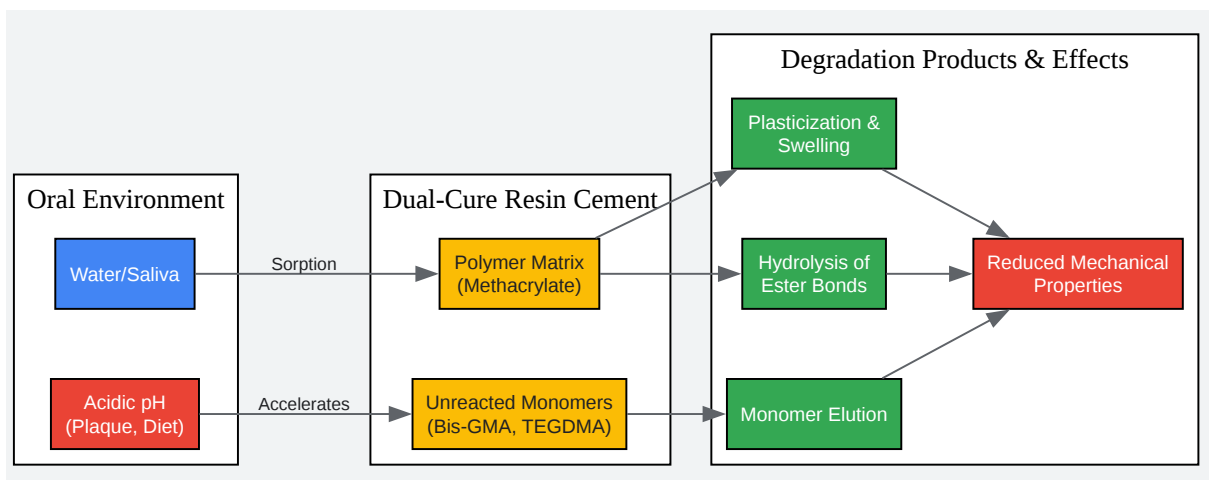 Degradation Products & Effects
Plasticization &
Swelling
Oral Environment
Dual-Cure Resin Cement
Water/Saliva
Sorption
Polymer Matrix
(Methacrylate)
Hydrolysis of
Ester Bonds
Reduced Mechanical
Properties
Acidic pH
(Plaque, Diet)
Accelerates
Unreacted Monomers
(Bis-GMA, TEGDMA)
Monomer Elution